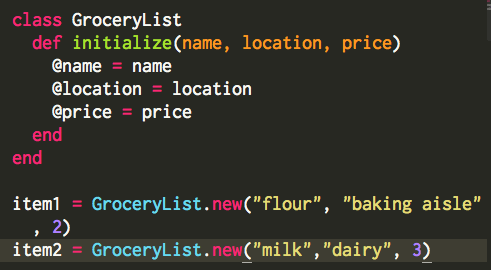 class GroceryList
  def initialize(name, location, price)
    @name = name
    @location = location
    @price = price
  end
end

item1 = GroceryList.new("flour", "baking aisle"
  , 2)
item2 = GroceryList.new("milk","dairy", 3)